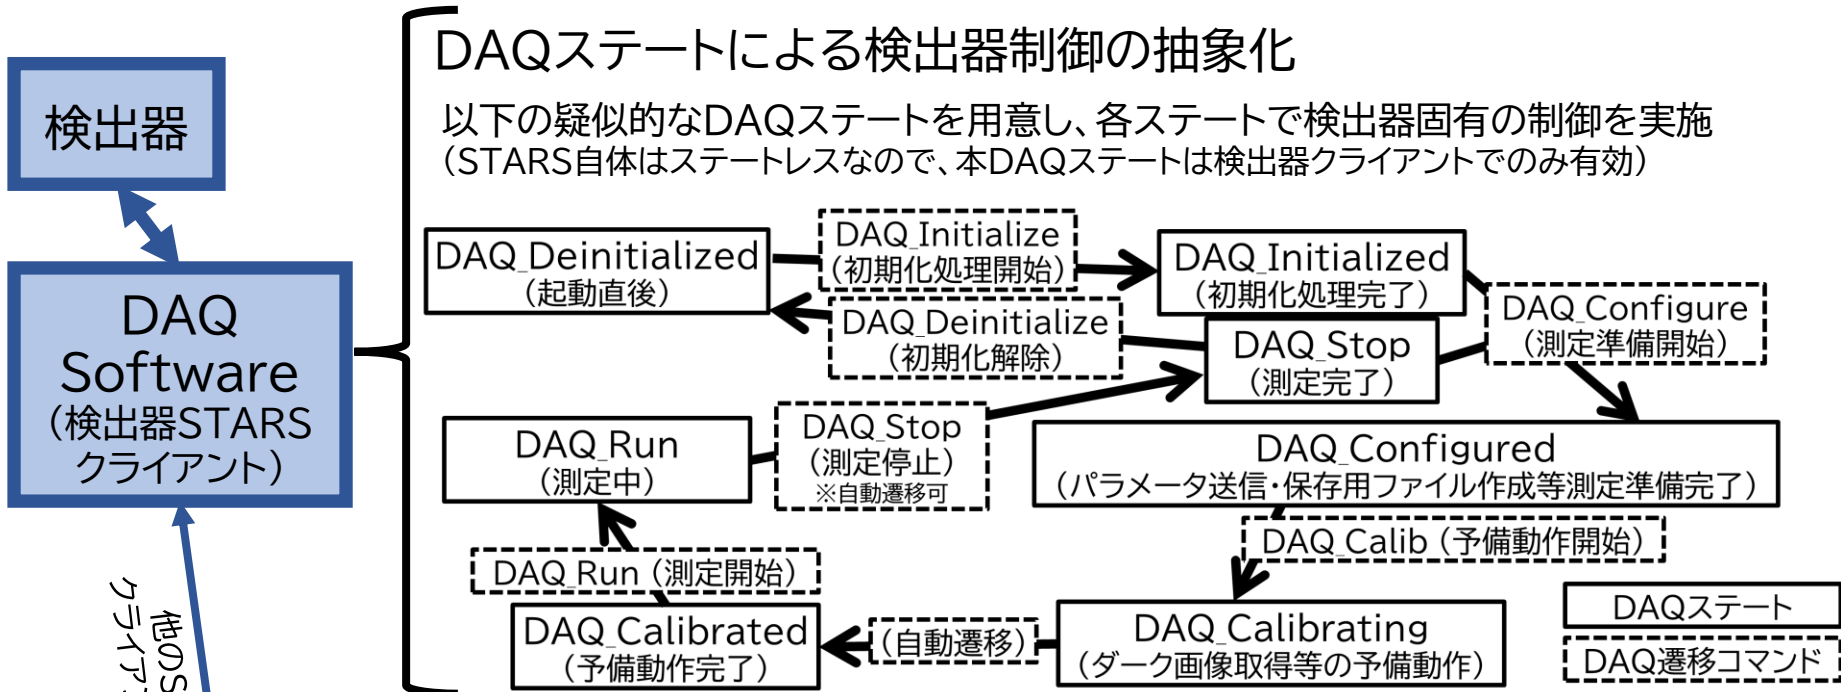 DAQステートによる検出器制御の抽象化
以下の疑似的なDAQステートを用意し、各ステートで検出器固有の制御を実施
（STARS自体はステートレスなので、本DAQステートは検出器クライアントでのみ有効）
検出器
DAQ
Software
（検出器STARS
クライアント）
他のS
クライア
DAQ_Deinitialized
（起動直後）
DAQ_Initialize
（初期化処理開始）
DAQ_Initialized
（初期化処理完了）
DAQ_Deinitialize
（初期化解除）
DAQ_Stop
（測定完了）
DAQ_Configure
（測定準備開始）
DAQ_Run
（測定中）
DAQ_Stop
（測定停止）
※自動遷移可
DAQ_Configured
（パラメータ送信・保存用ファイル作成等測定準備完了）
DAQ_Calib（予備動作開始）
DAQ_Run（測定開始）
DAQ_Calibrated
（予備動作完了）
（自動遷移）
DAQ_Calibrating
（ダーク画像取得等の予備動作）
DAQステート
DAQ遷移コマンド